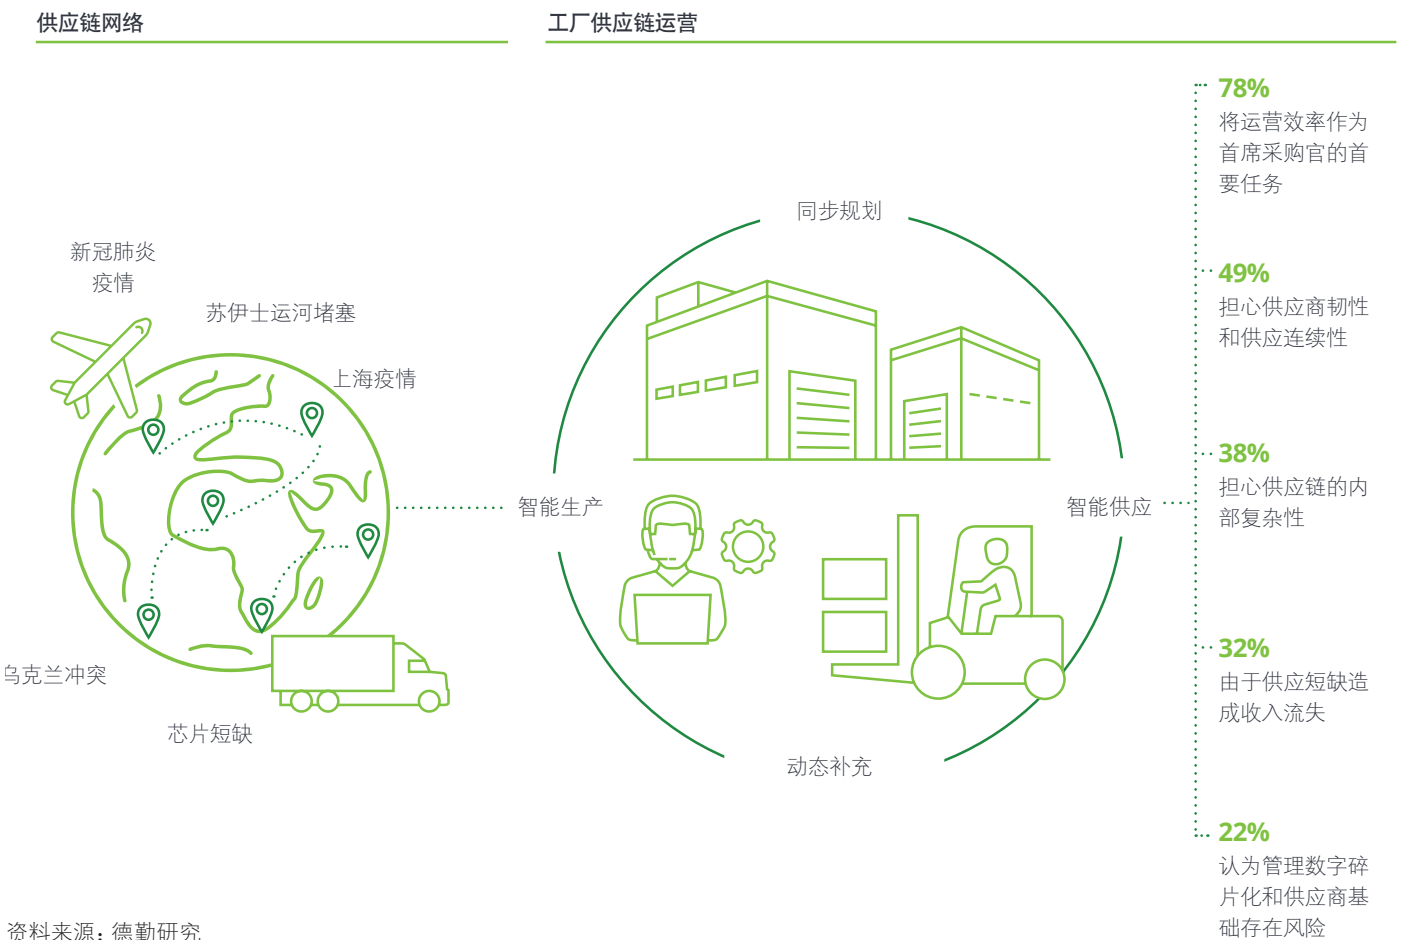 供应链网络
工厂供应链运营
新冠肺炎
疫情
苏伊士运河堵塞
上海疫情
乌克兰冲突
芯片短缺
同步规划
智能生产
智能供应
动态补充
78%
将运营效率作为
首席采购官的首
要任务
49%
担心供应商韧性
和供应连续性
38%
担心供应链的内
部复杂性
32%
由于供应短缺造
成收入流失
22%
认为管理数字碎
片化和供应商基
础存在风险
资料来源：德勤研究